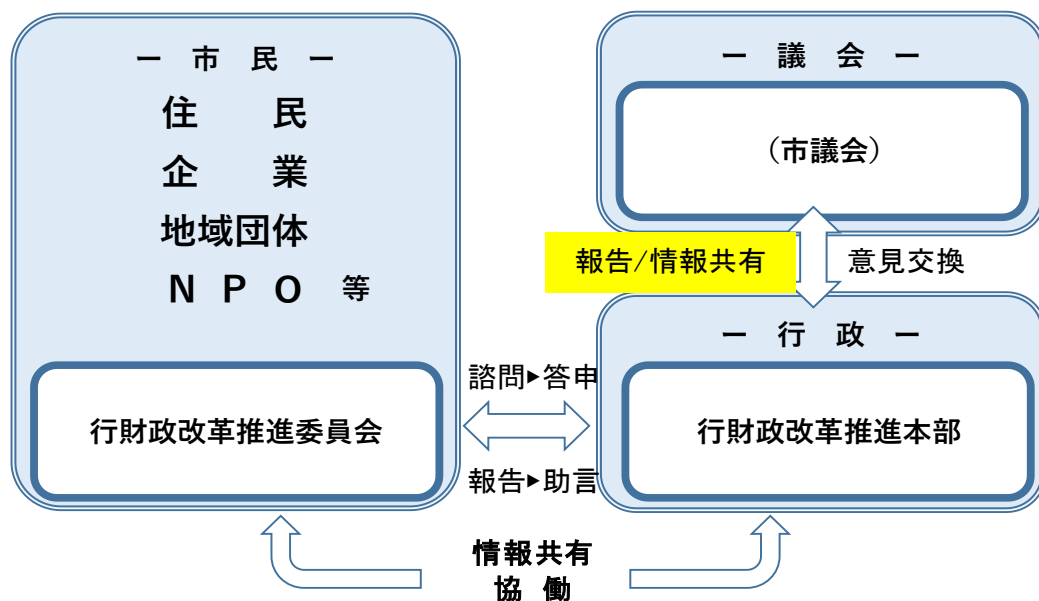 ー 市 民 ー
住 民
企 業
地域団体
N P O 等
行財政改革推進委員会
ー 議 会 ー
(市議会)
報告/情報共有
意見交換
ー 行 政 ー
行財政改革推進本部
諮問▶答申
報告▶助言
情報共有
協 働